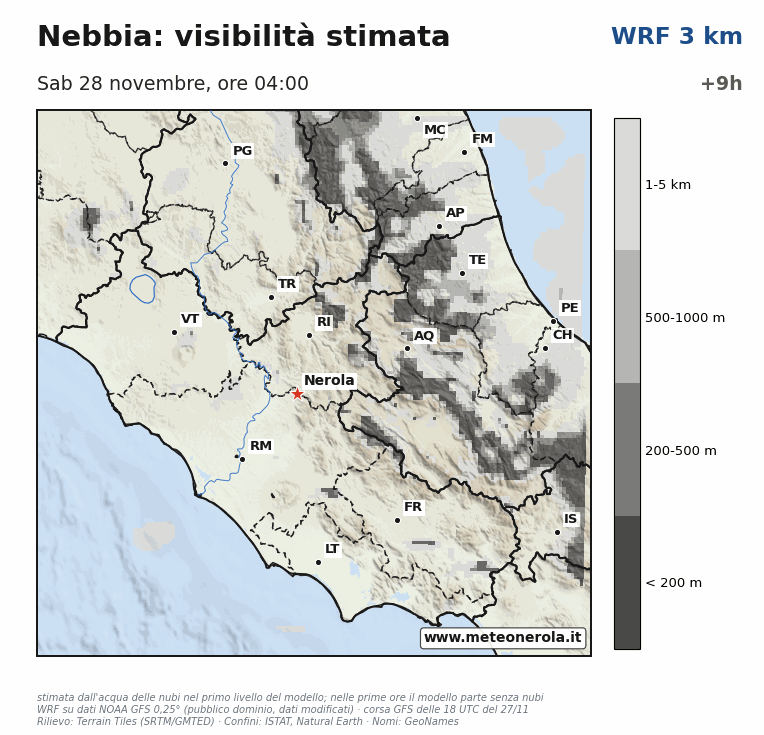 Nebbia: visibilità stimata
WRF 3 km
Sab 28 novembre, ore 04:00
+9h
MC
FM
PG
AP
TE
TR
PE
VT
RI
AQ
CH
Nerola
RM
FR
IS
LT
www.meteonerola.it
1-5 km
500-1000 m
200-500 m
< 200 m
stimata dall'acqua delle nubi nel primo livello del modello; nelle prime ore il modello parte senza nubi
WRF su dati NOAA GFS 0,25° (pubblico dominio, dati modificati) · corsa GFS delle 18 UTC del 27/11
Rilievo: Terrain Tiles (SRTM/GMTED) · Confini: ISTAT, Natural Earth · Nomi: GeoNames